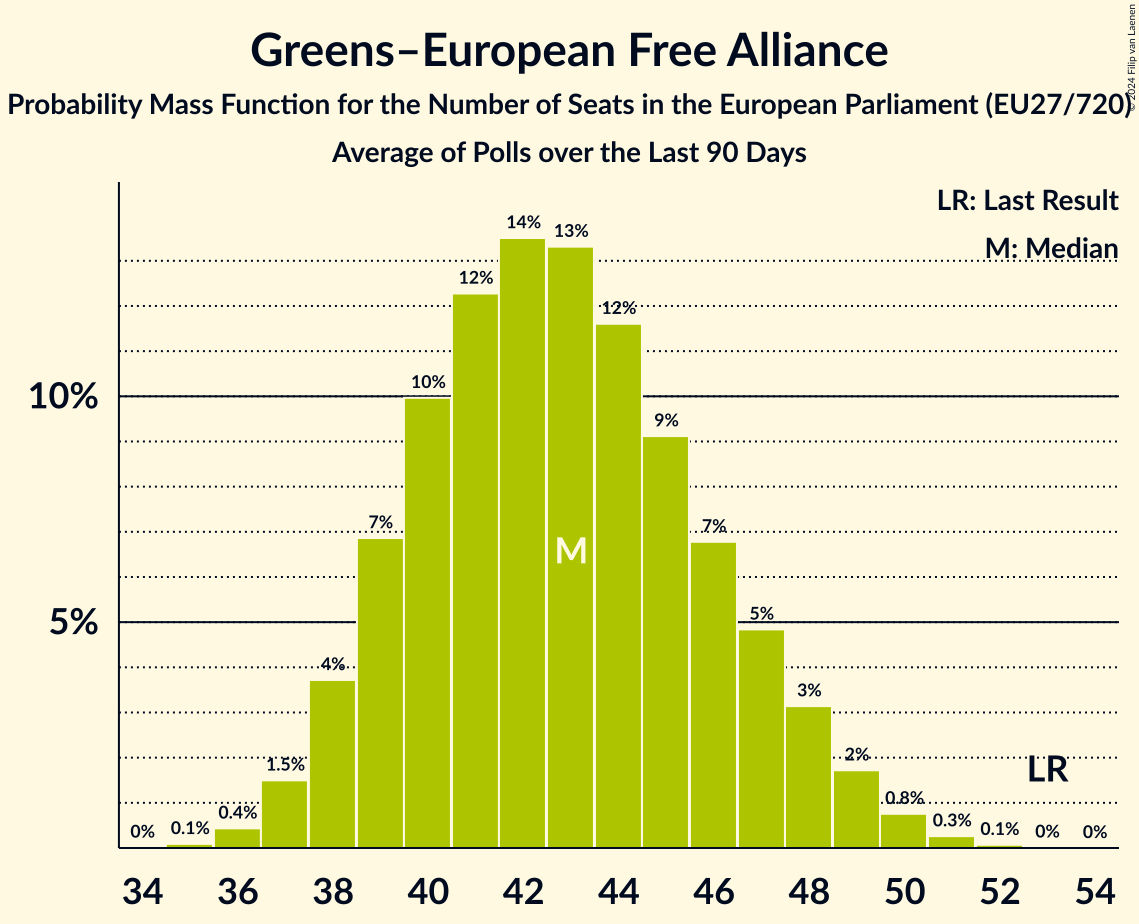 Greens–European Free Alliance
Probability Mass Function for the Number of Seats in the European Parliament (EU27/720)
Average of Polls over the Last 90 Days
© 2024 Filip van Laenen
LR: Last Result
M: Median
14%
13%
12%
12%
10%
10%
9%
7%
7%
M
5%
5%
4%
3%
2%
1.5%
LR
0.8%
0.4%
0.3%
0%
0.1%
0.1%
0%
0%
34 36 38 40 42 44 46 48 50 52 54